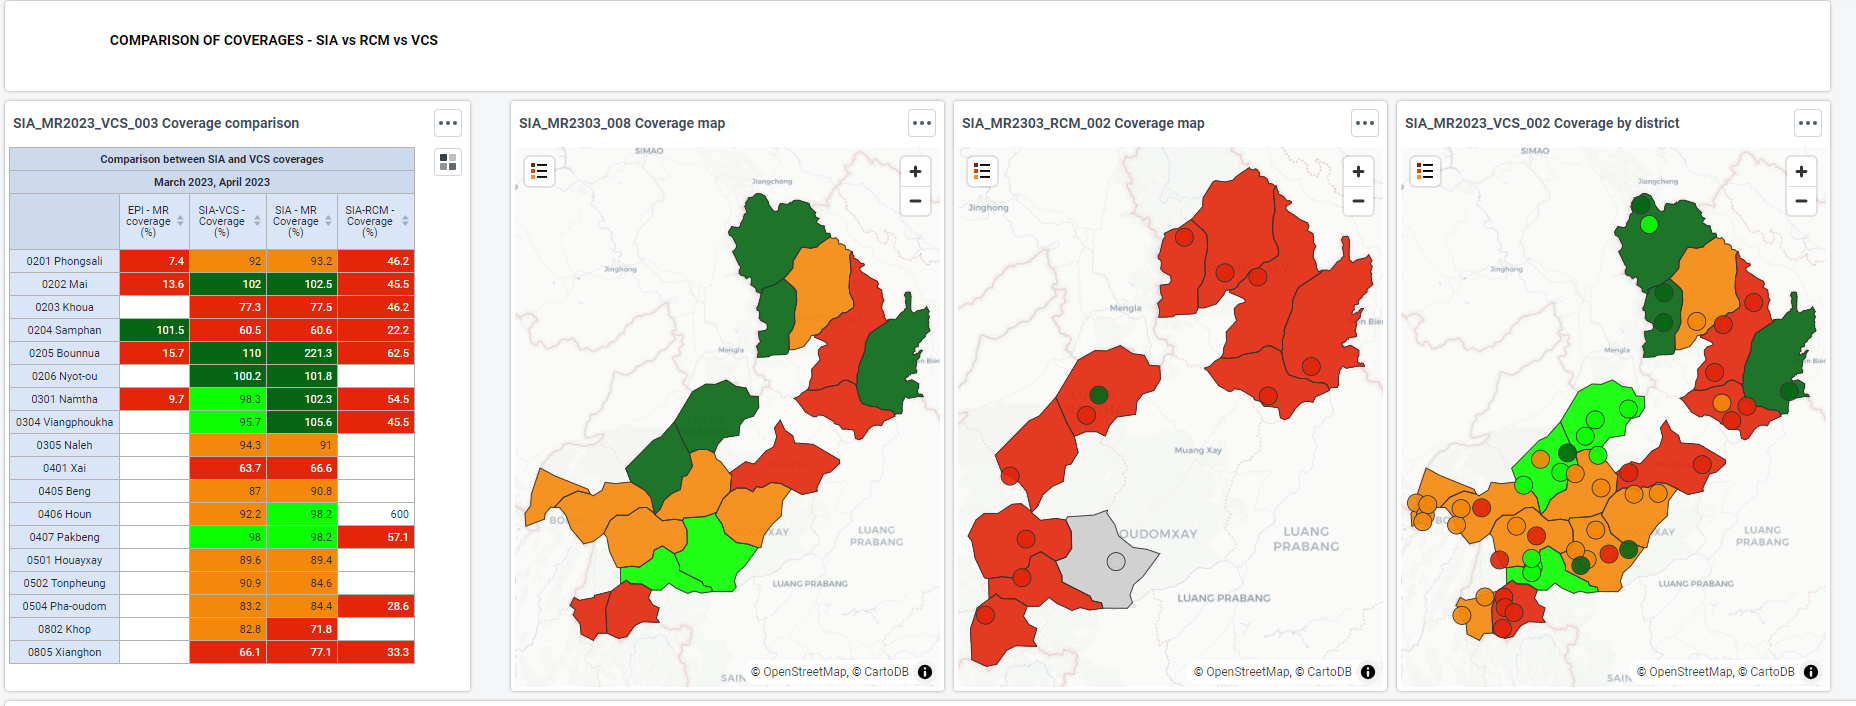 COMPARISON OF COVERAGES - SIA vs RCM vs VCS
SIA_MR2023_VCS_003 Coverage comparison
Comparison between SIA and VCS coverages
March 2023, April 2023
EPI - MR coverage (%) SIA-VCS - Coverage (%) SIA - MR Coverage (%) SIA-RCM - Coverage (%)
0201 Phongsali 7.4 92 93.2 46.2
0202 Mai 13.6 102 102.5 45.5
0203 Khoua 77.3 77.5 46.2
0204 Samphan 101.5 60.5 60.6 22.2
0205 Bounnua 15.7 110 221.3 62.5
0206 Nyot-ou 100.2 101.8
0301 Namtha 9.7 98.3 102.3 54.5
0304 Viangphoukha 95.7 105.6 45.5
0305 Naleh 94.3 91
0401 Xai 63.7 66.6
0405 Beng 87 90.8
0406 Houn 92.2 98.2 600
0407 Pakbeng 98 98.2 57.1
0501 Houayxay 89.6 89.4
0502 Tonpheung 90.9 84.6
0504 Pha-oudom 83.2 84.4 28.6
0802 Khop 82.8 71.8
0805 Xianghon 66.1 77.1 33.3
SIA_MR2303_008 Coverage map
SIMAO
Jiangcheng
Jinghong
Mengla
LUANG PRABANG
LUANG PRABANG
© OpenStreetMap, © CartoDB
SIA_MR2303_RCM_002 Coverage map
Jinghong
Mengla
Muang Xay
OUDOMXAY
LUANG PRABANG
LUANG PRABANG
© OpenStreetMap, © CartoDB
SIA_MR2023_VCS_002 Coverage by district
SIMAO
Jiangcheng
Jinghong
Mengla
LUANG PRABANG
LUANG PRABANG
© OpenStreetMap, © CartoDB